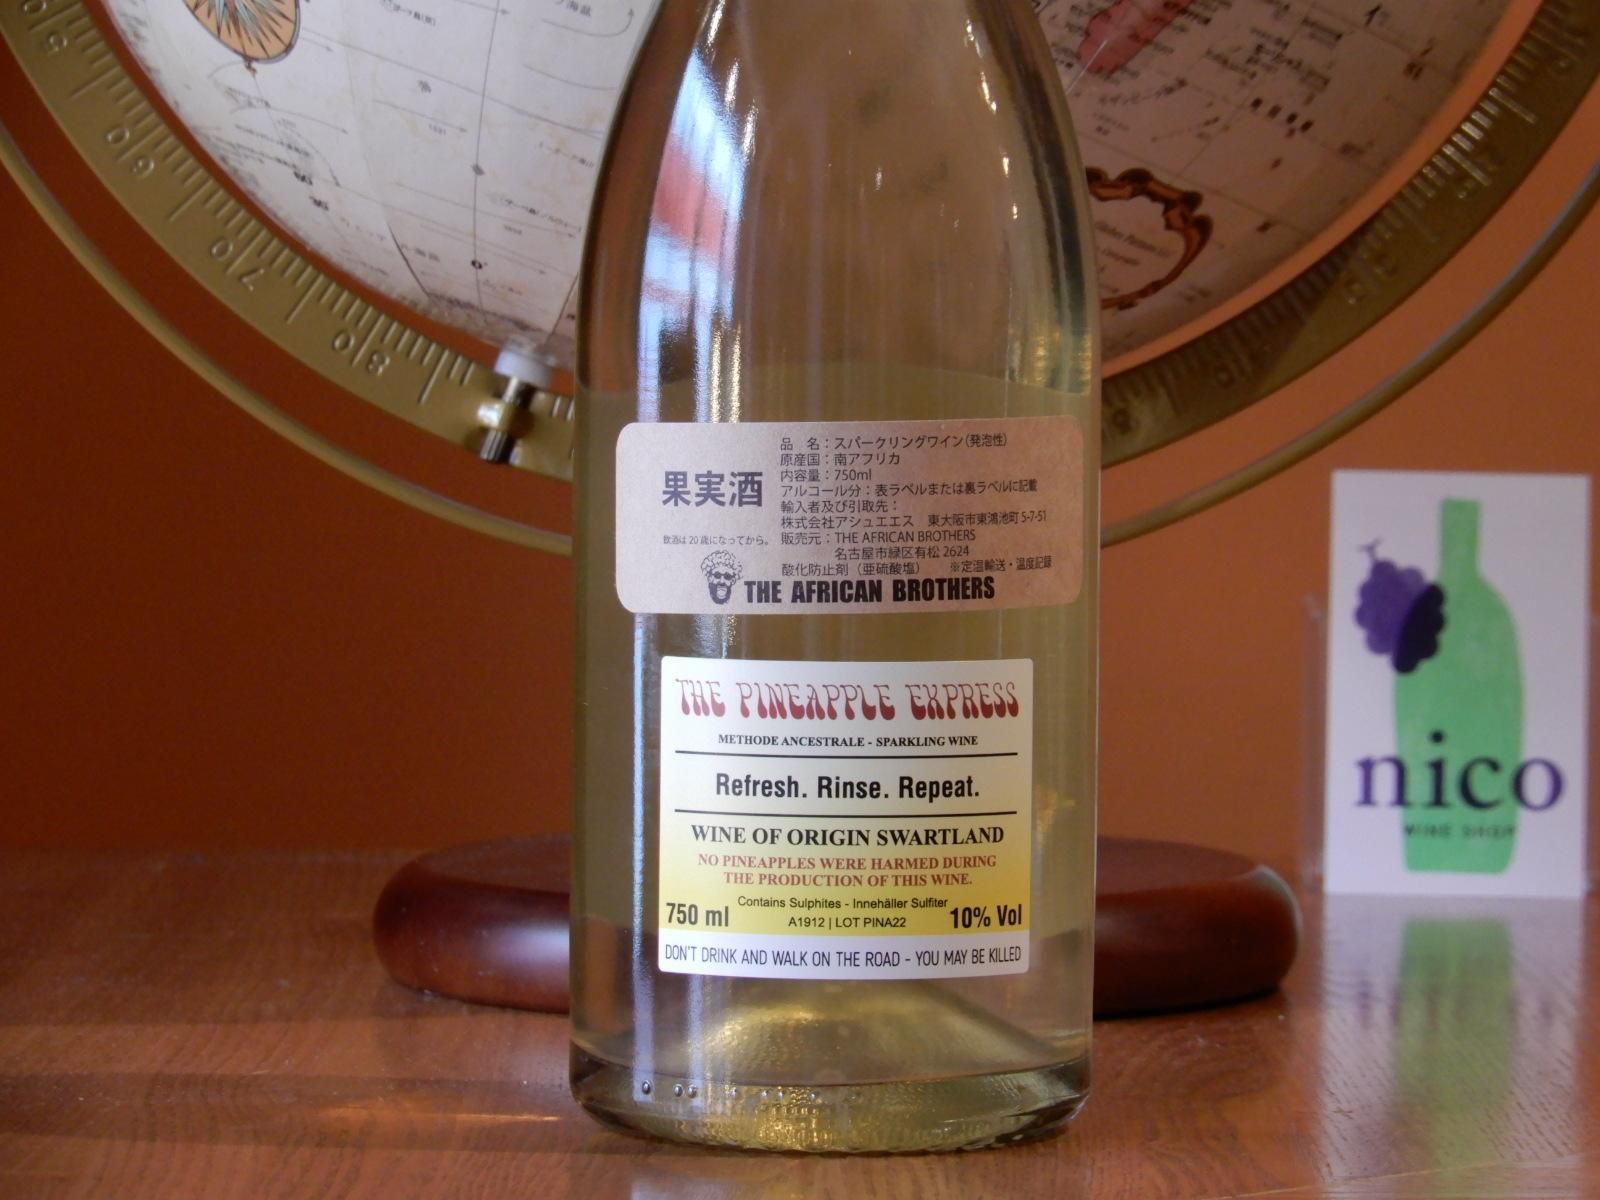 果実酒
飲酒は20歳になってから。
品　名：スパークリングワイン(発泡性)
原産国：南アフリカ
内容量：750ml
アルコール分：表ラベルまたは裏ラベルに記載
輸入者及び引取先：
株式会社アシュエエス　東大阪市東鴻池町5-7-51
販売元：THE AFRICAN BROTHERS
名古屋市緑区有松2624
酸化防止剤（亜硫酸塩）　※定温輸送・温度記録
THE AFRICAN BROTHERS
THE PINEAPPLE EXPRESS
METHODE ANCESTRALE - SPARKLING WINE
Refresh. Rinse. Repeat.
WINE OF ORIGIN SWARTLAND
NO PINEAPPLES WERE HARMED DURING
THE PRODUCTION OF THIS WINE.
Contains Sulphites - Innehäller Sulfiter
750 ml A1912 | LOT PINA22 10% Vol
DON'T DRINK AND WALK ON THE ROAD - YOU MAY BE KILLED
nico
WINE SHOP